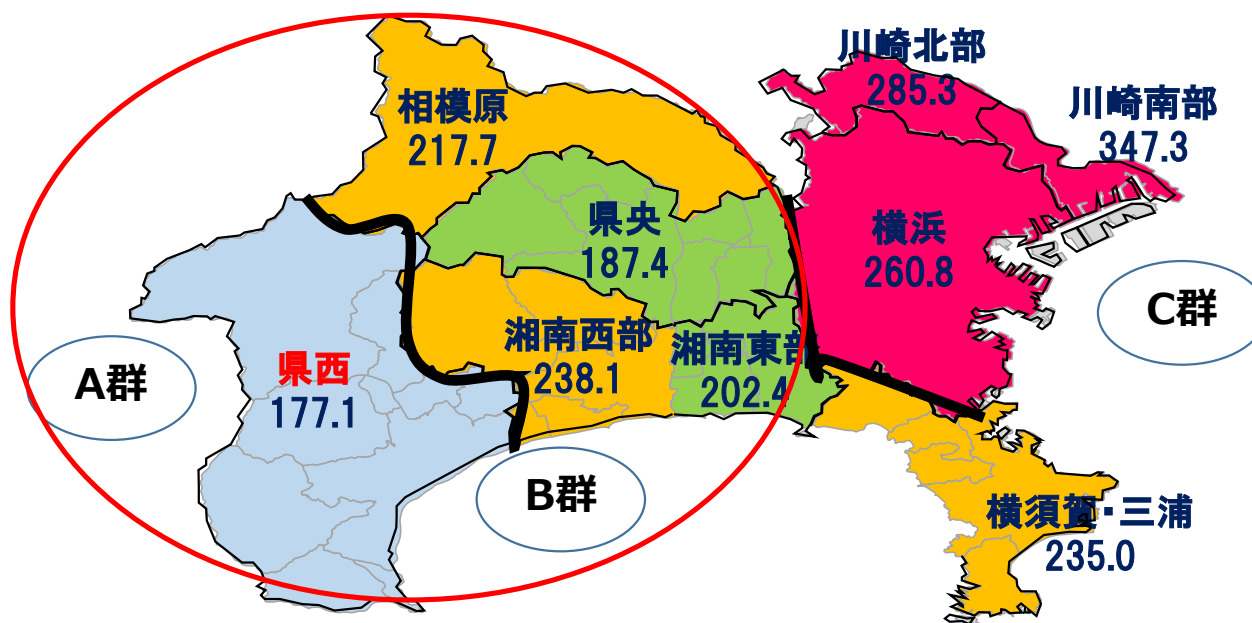 川崎北部
285.3
川崎南部
347.3
相模原
217.7
県央
187.4
横浜
260.8
C群
湘南西部
238.1
湘南東部
202.4
A群
県西
177.1
B群
横須賀・三浦
235.0